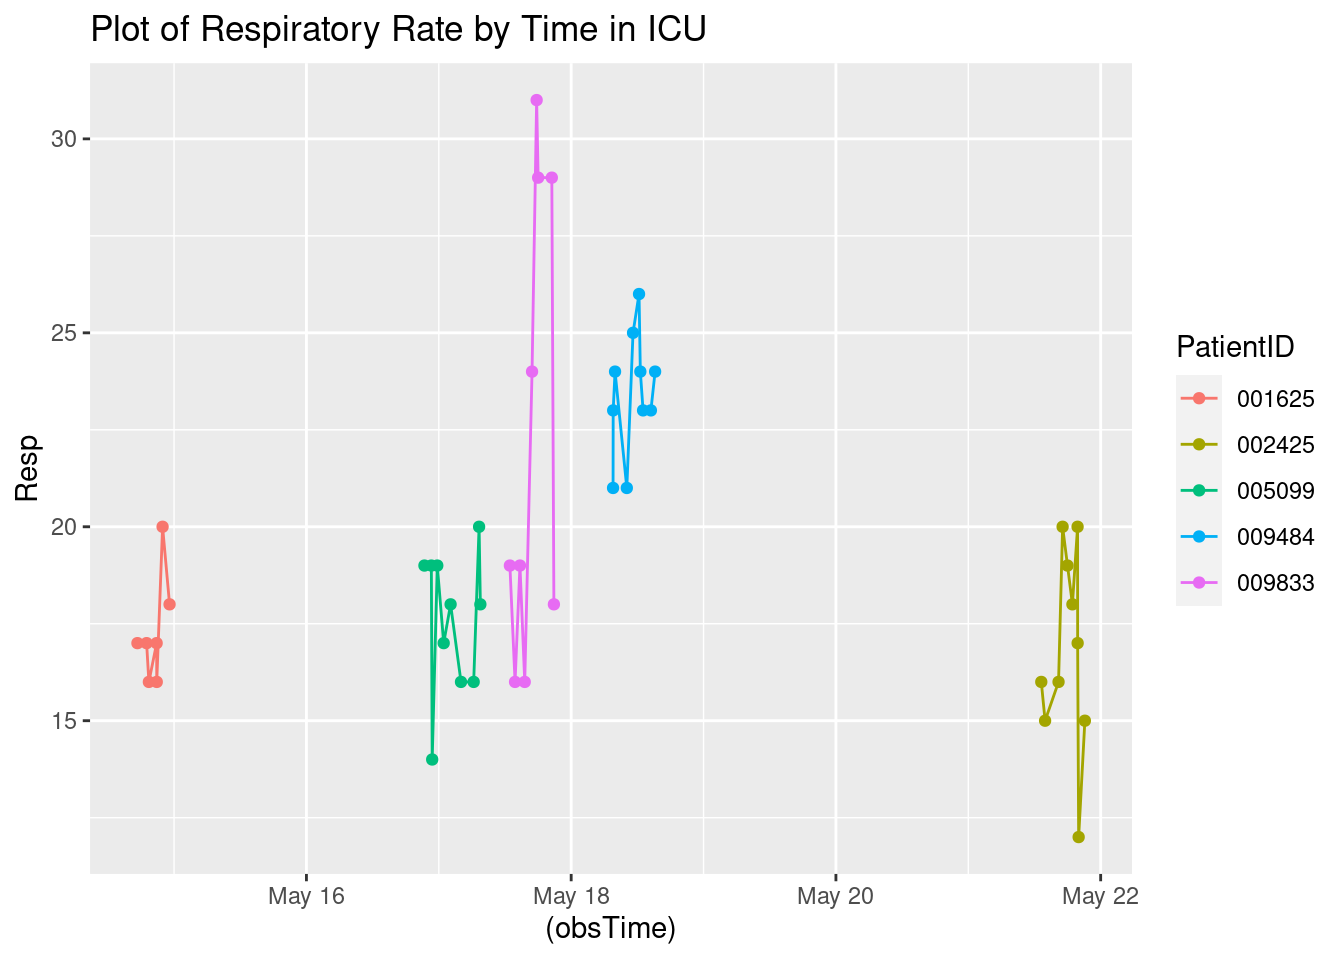 Plot of Respiratory Rate by Time in ICU
30
25
20
15
Resp
May 16
May 18
May 20
May 22
(obsTime)
PatientID
001625
002425
005099
009484
009833